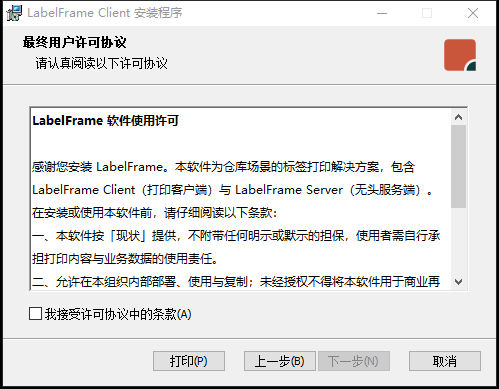 LabelFrame Client 安装程序
最终用户许可协议
请认真阅读以下许可协议
LabelFrame 软件使用许可
感谢您安装 LabelFrame。本软件为仓库场景的标签打印解决方案，包含
LabelFrame Client（打印客户端）与 LabelFrame Server（无头服务端）。
在安装或使用本软件前，请仔细阅读以下条款：
一、本软件按「现状」提供，不附带任何明示或默示的担保，使用者需自行承
担打印内容与业务数据的使用责任。
二、允许在本组织内部部署、使用与复制；未经授权不得将本软件用于商业再
我接受许可协议中的条款(A)
打印(P)
上一步(B)
下一步(N)
取消